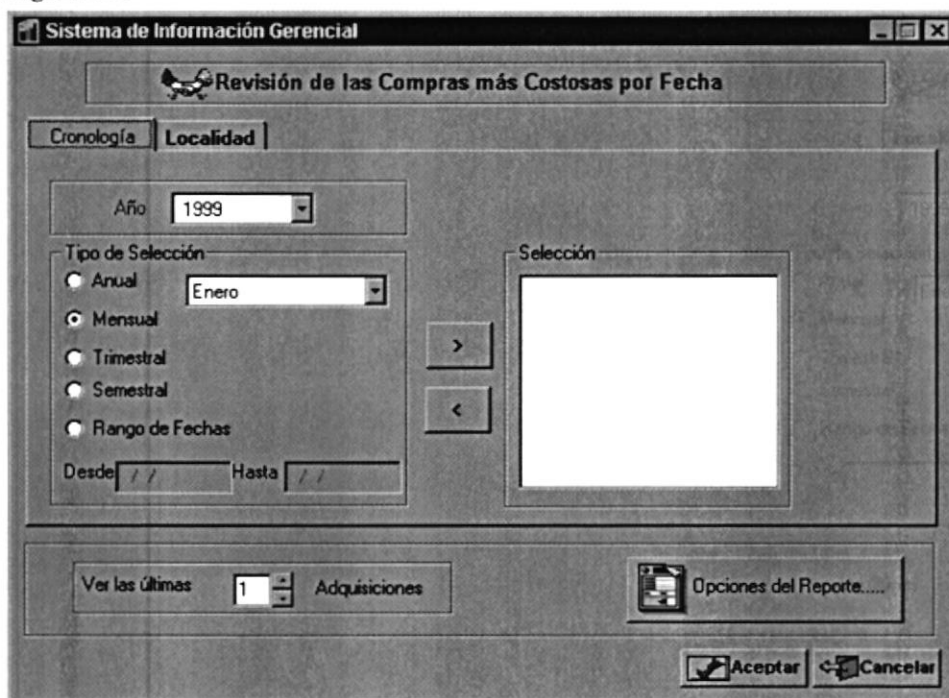 Sistema de Información Gerencial
Revisión de las Compras más Costosas por Fecha
Cronología Localidad
Año 1999
Tipo de Selección
Selección
Anual
Enero
Mensual
>
Trimestral
Semestral
<
Rango de Fechas
Desde / / Hasta / /
Ver las últimas 1 Adquisiciones
Opciones del Reporte.....
Aceptar Cancelar